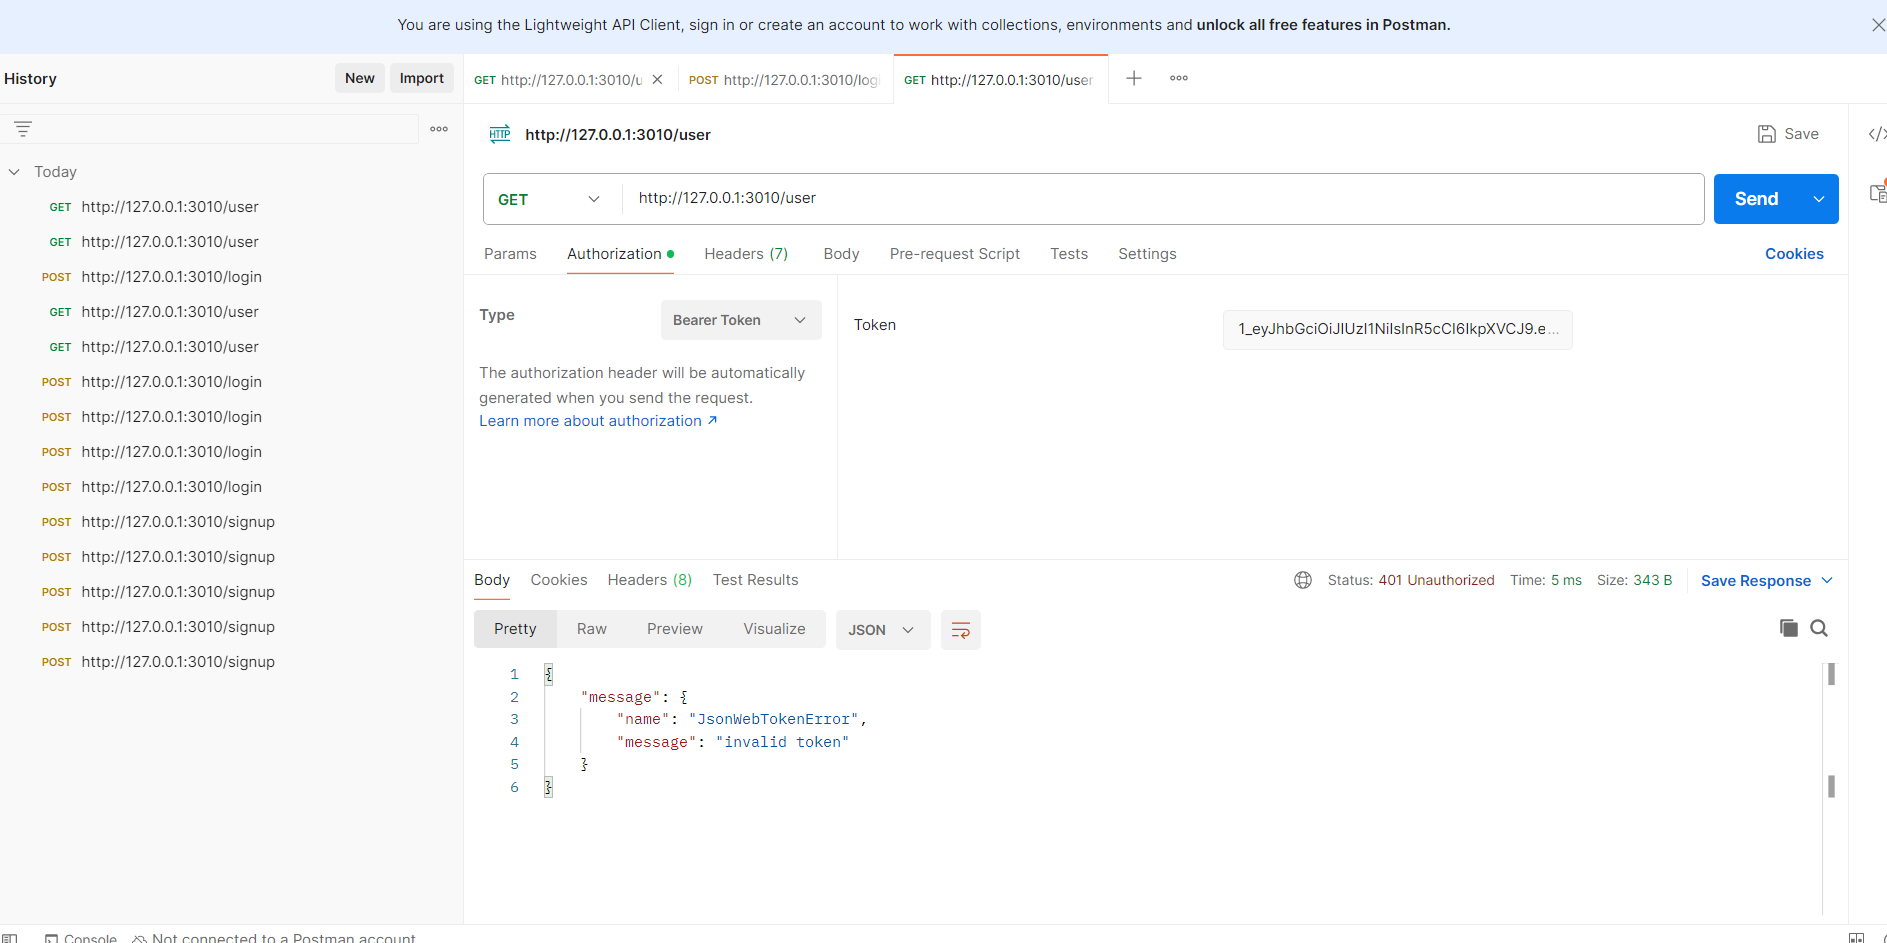 You are using the Lightweight API Client, sign in or create an account to work with collections, environments and unlock all free features in Postman.
History
New
Import
GET http://127.0.0.1:3010/u
POST http://127.0.0.1:3010/log
GET http://127.0.0.1:3010/user
HTTP http://127.0.0.1:3010/user
Save
Today
GET http://127.0.0.1:3010/user
GET http://127.0.0.1:3010/user
POST http://127.0.0.1:3010/login
GET http://127.0.0.1:3010/user
GET http://127.0.0.1:3010/user
POST http://127.0.0.1:3010/login
POST http://127.0.0.1:3010/login
POST http://127.0.0.1:3010/login
POST http://127.0.0.1:3010/login
POST http://127.0.0.1:3010/signup
POST http://127.0.0.1:3010/signup
POST http://127.0.0.1:3010/signup
POST http://127.0.0.1:3010/signup
POST http://127.0.0.1:3010/signup
GET
http://127.0.0.1:3010/user
Send
Params Authorization Headers (7) Body Pre-request Script Tests Settings
Cookies
Type
Bearer Token
The authorization header will be automatically
generated when you send the request.
Learn more about authorization ↗
Token
1_eyJhbGciOiJIUzI1NiIsInR5cCI6IkpXVCJ9.e...
Body Cookies Headers (8) Test Results
Status: 401 Unauthorized Time: 5 ms Size: 343 B
Save Response
Pretty Raw Preview Visualize
JSON
1 {
2 "message": {
3 "name": "JsonWebTokenError",
4 "message": "invalid token"
5 }
6 }
Console
Not connected to a Postman account